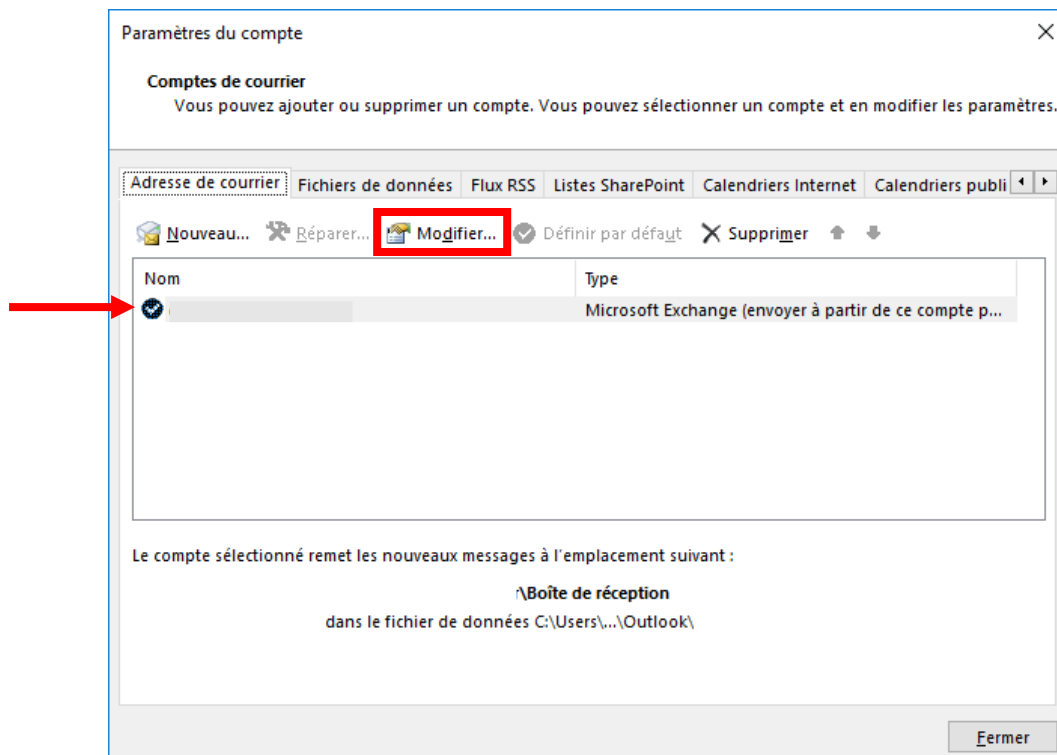 Paramètres du compte
Comptes de courrier
Vous pouvez ajouter ou supprimer un compte. Vous pouvez sélectionner un compte et en modifier les paramètres.
Adresse de courrier Fichiers de données Flux RSS Listes SharePoint Calendriers Internet Calendriers publi
Nouveau... Réparer... Modifier... Définir par défaut Supprimer
Nom Type
Microsoft Exchange (envoyer à partir de ce compte p...
Le compte sélectionné remet les nouveaux messages à l'emplacement suivant :
\Boîte de réception
dans le fichier de données C:\Users\...\Outlook\
Fermer